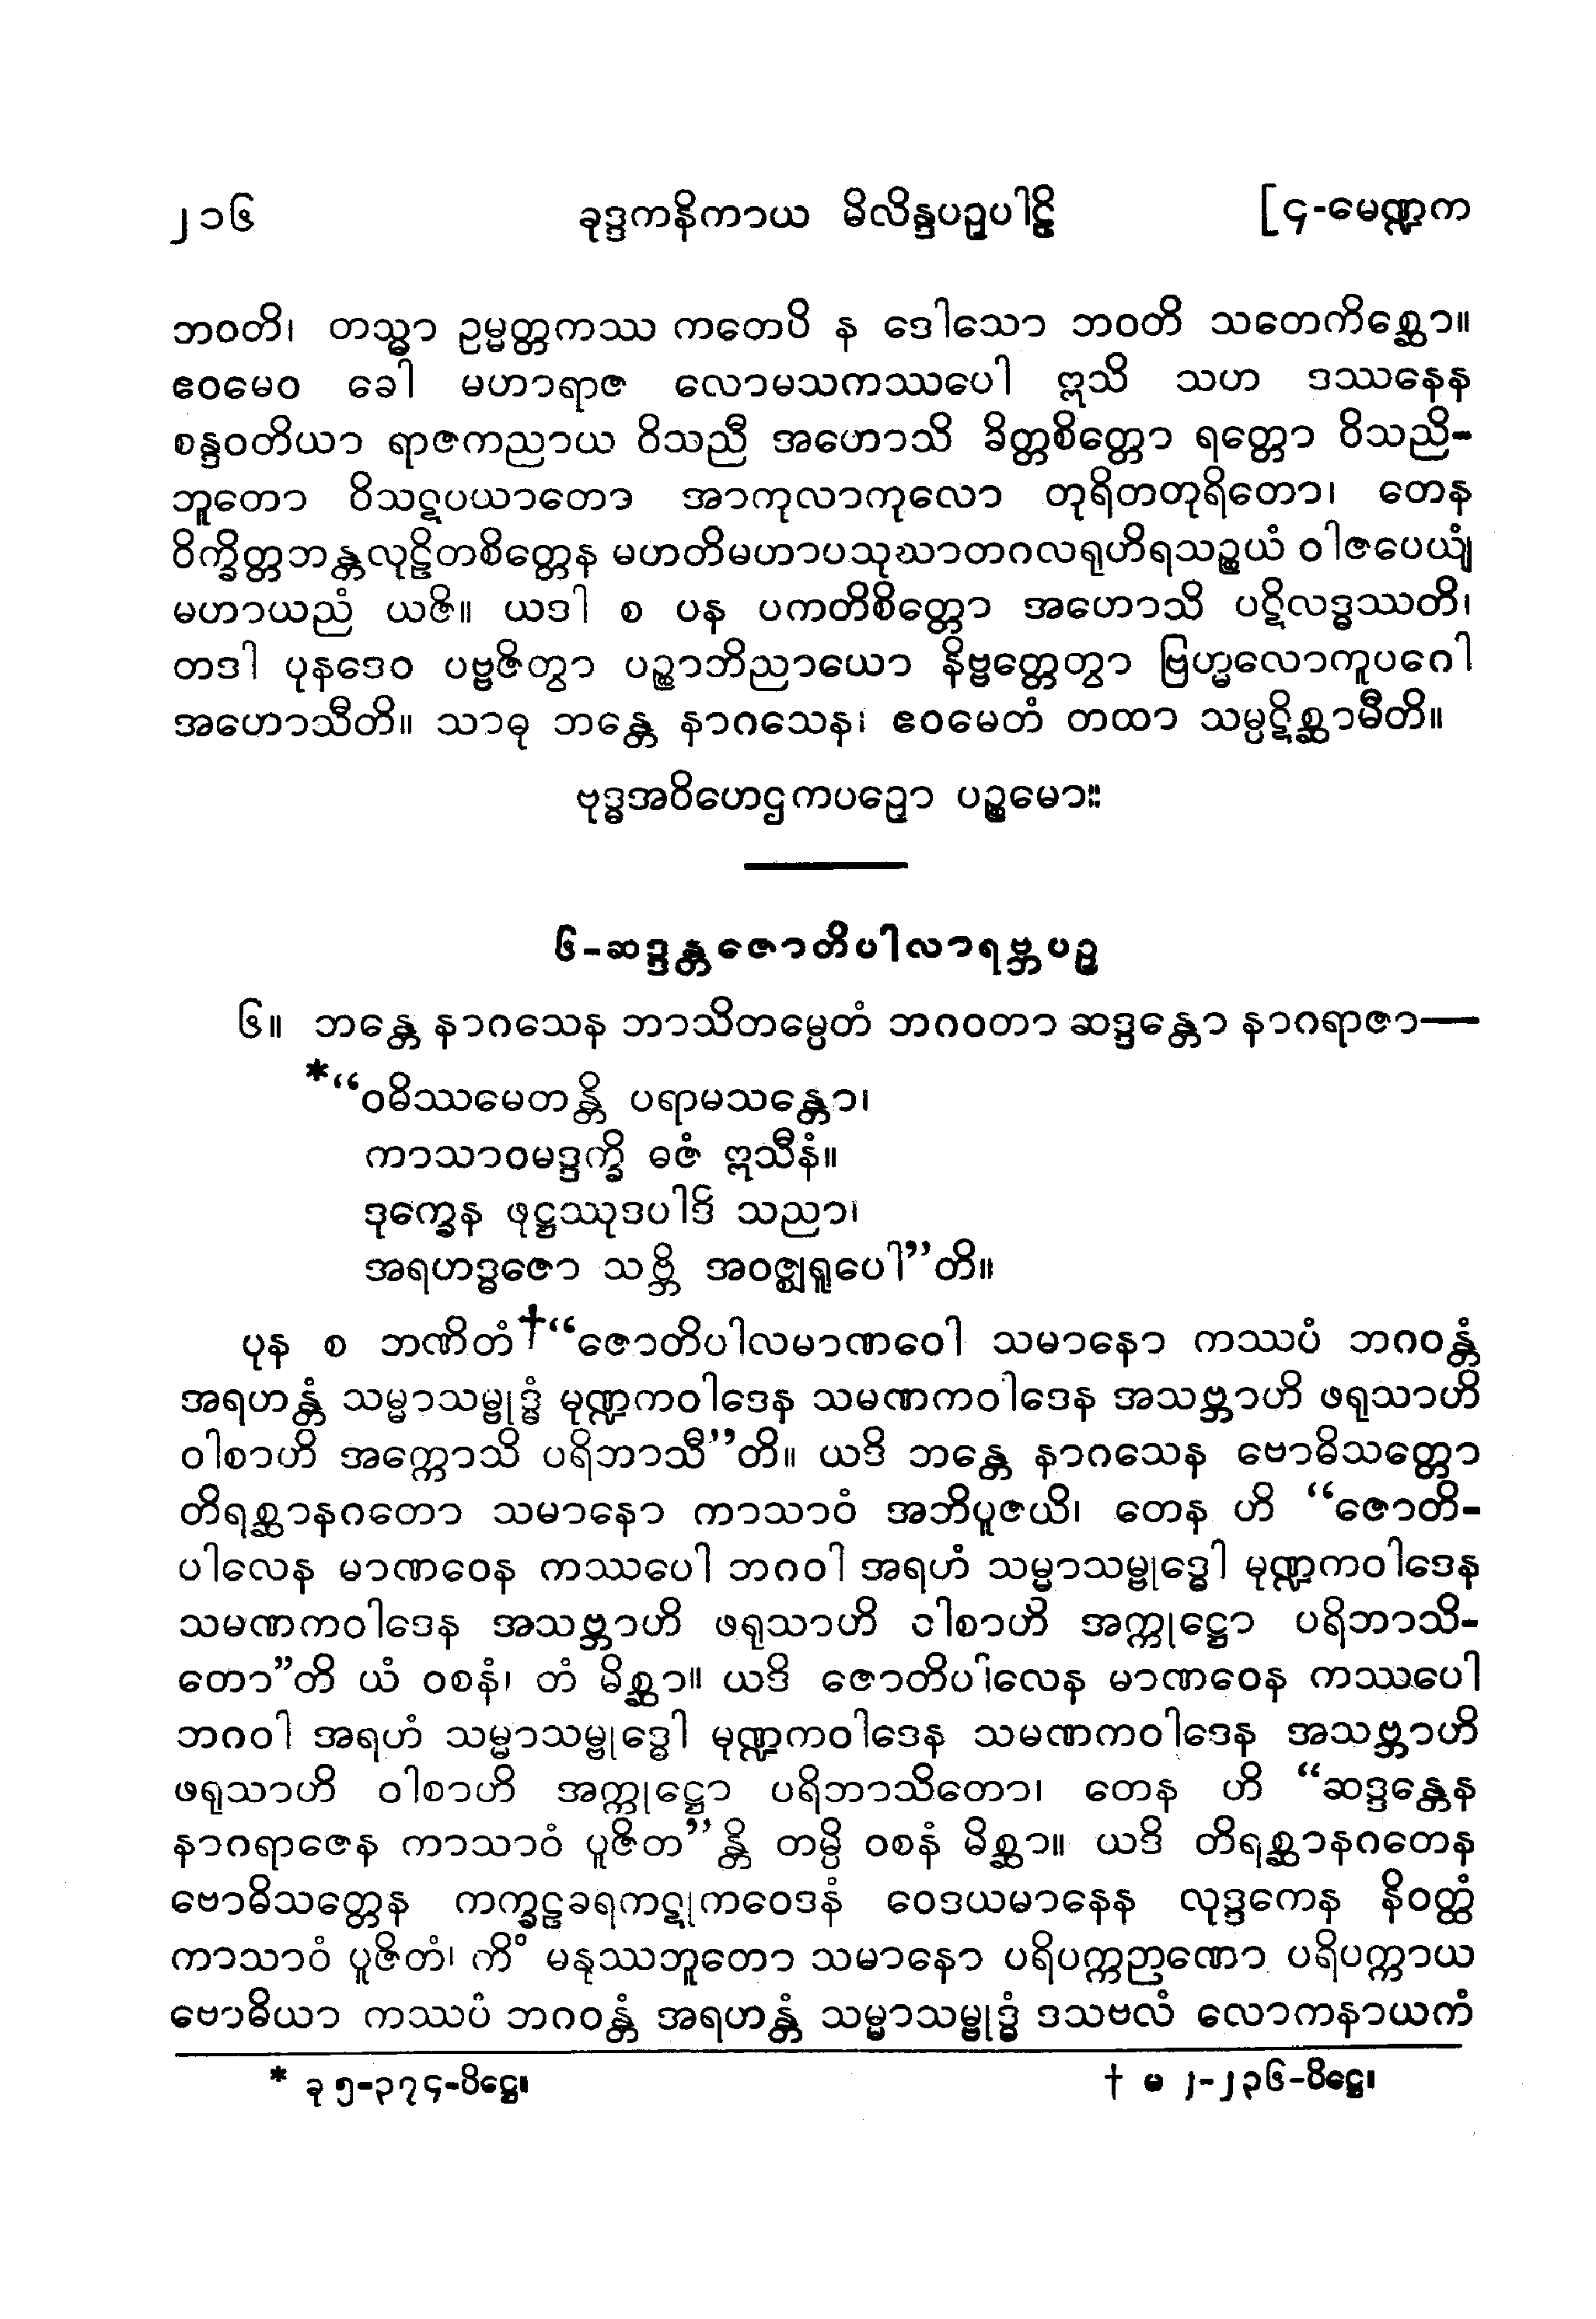 ၂၁၆ ခုဒ္ဒကနိကာယ မိလိန္ဒပဉှပါဠိ [၄-မေဏ္ဍက
ဘဝတိ၊ တသ္မာ ဥမ္မတ္တကဿ ကတေပိ န ဒေါသော ဘဝတိ သတေကိစ္ဆော။
ဧဝမေဝ ခေါ မဟာရာဇ လောမသကဿပေါ ဣသိ သဟ ဒဿနေန
စန္ဒဝတိယာ ရာဇကညာယ ဝိသညီ အဟောသိ ခိတ္တစိတ္တော ရတ္တော ဝိသညိ-
ဘူတော ဝိသဋပယာတော အာကုလာကုလော တုရိတတုရိတော၊ တေန
ဝိက္ခိတ္တဘန္တလုဠိတစိတ္တေန မဟတိမဟာပသုဃာတဂလရုဟိရသဉ္စယံ ဝါဇပေယျံ
မဟာယညံ ယဇိ။ ယဒါ စ ပန ပကတိစိတ္တော အဟောသိ ပဋိလဒ္ဓဿတိ၊
တဒါ ပုနဒေဝ ပဗ္ဗဇိတွာ ပဉ္စာဘိညာယော နိဗ္ဗတ္တေတွာ ဗြဟ္မလောကူပဂေါ
အဟောသီတိ။ သာဓု ဘန္တေ နာဂသေန၊ ဧဝမေတံ တထာ သမ္ပဋိစ္ဆာမီတိ။
ဗုဒ္ဓအဝိဟေဌကပဉှော ပဉ္စမော။
၆-ဆဒ္ဒန္တဇောတိပါလာရဗ္ဘပဉှ
၆။ ဘန္တေ နာဂသေန ဘာသိတမ္ပေတံ ဘဂဝတာ ဆဒ္ဒန္တော နာဂရာဇာ—
*“ဝဓိဿမေတန္တိ ပရာမသန္တော၊
ကာသာဝမဒ္ဒက္ခိ ဓဇံ ဣသီနံ။
ဒုက္ခေန ဖုဋ္ဌဿုဒပါဒိ သညာ၊
အရဟဒ္ဓဇော သဗ္ဘိ အဝဇ္ဈရူပေါ”တိ။
ပုန စ ဘဏိတံ†“ဇောတိပါလမာဏဝေါ သမာနော ကဿပံ ဘဂဝန္တံ
အရဟန္တံ သမ္မာသမ္ဗုဒ္ဓံ မုဏ္ဍကဝါဒေန သမဏကဝါဒေန အသဗ္ဘာဟိ ဖရုသာဟိ
ဝါစာဟိ အက္ကောသိ ပရိဘာသီ”တိ။ ယဒိ ဘန္တေ နာဂသေန ဗောဓိသတ္တော
တိရစ္ဆာနဂတော သမာနော ကာသာဝံ အဘိပူဇယိ၊ တေန ဟိ “ဇောတိ-
ပါလေန မာဏဝေန ကဿပေါ ဘဂဝါ အရဟံ သမ္မာသမ္ဗုဒ္ဓေါ မုဏ္ဍကဝါဒေန
သမဏကဝါဒေန အသဗ္ဘာဟိ ဖရုသာဟိ ဝါစာဟိ အက္ကုဋ္ဌော ပရိဘာသိ-
တော”တိ ယံ ဝစနံ၊ တံ မိစ္ဆာ။ ယဒိ ဇောတိပါလေန မာဏဝေန ကဿပေါ
ဘဂဝါ အရဟံ သမ္မာသမ္ဗုဒ္ဓေါ မုဏ္ဍကဝါဒေန သမဏကဝါဒေန အသဗ္ဘာဟိ
ဖရုသာဟိ ဝါစာဟိ အက္ကုဋ္ဌော ပရိဘာသိတော၊ တေန ဟိ “ဆဒ္ဒန္တေန
နာဂရာဇေန ကာသာဝံ ပူဇိတ”န္တိ တမ္ပိ ဝစနံ မိစ္ဆာ။ ယဒိ တိရစ္ဆာနဂတေန
ဗောဓိသတ္တေန ကက္ခဠခရကဋုကဝေဒနံ ဝေဒယမာနေန လုဒ္ဒကေန နိဝတ္ထံ
ကာသာဝံ ပူဇိတံ၊ ကိံ မနုဿဘူတော သမာနော ပရိပက္ကဉာဏော ပရိပက္ကာယ
ဗောဓိယာ ကဿပံ ဘဂဝန္တံ အရဟန္တံ သမ္မာသမ္ဗုဒ္ဓံ ဒသဗလံ လောကနာယကံ
* ခု ၅-၃၇၄-ပိဋ္ဌေ။ † မ ၂-၂၃၆-ပိဋ္ဌေ။